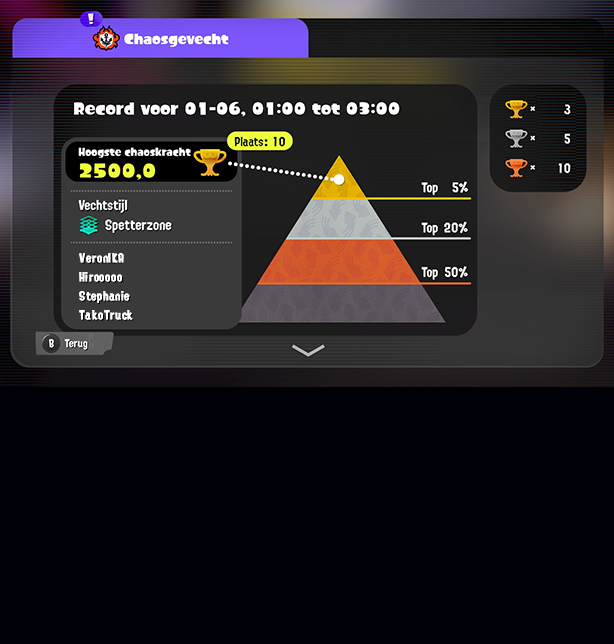 !
Chaosgevecht
Record voor 01-06, 01:00 tot 03:00
× 3
× 5
× 10
Plaats: 10
Hoogste chaoskracht
2500,0
Top 5%
Vechtstijl
Spetterzone
Top 20%
VeronIKA
Hirooooo
Stephanie
TakoTruck
Top 50%
B Terug